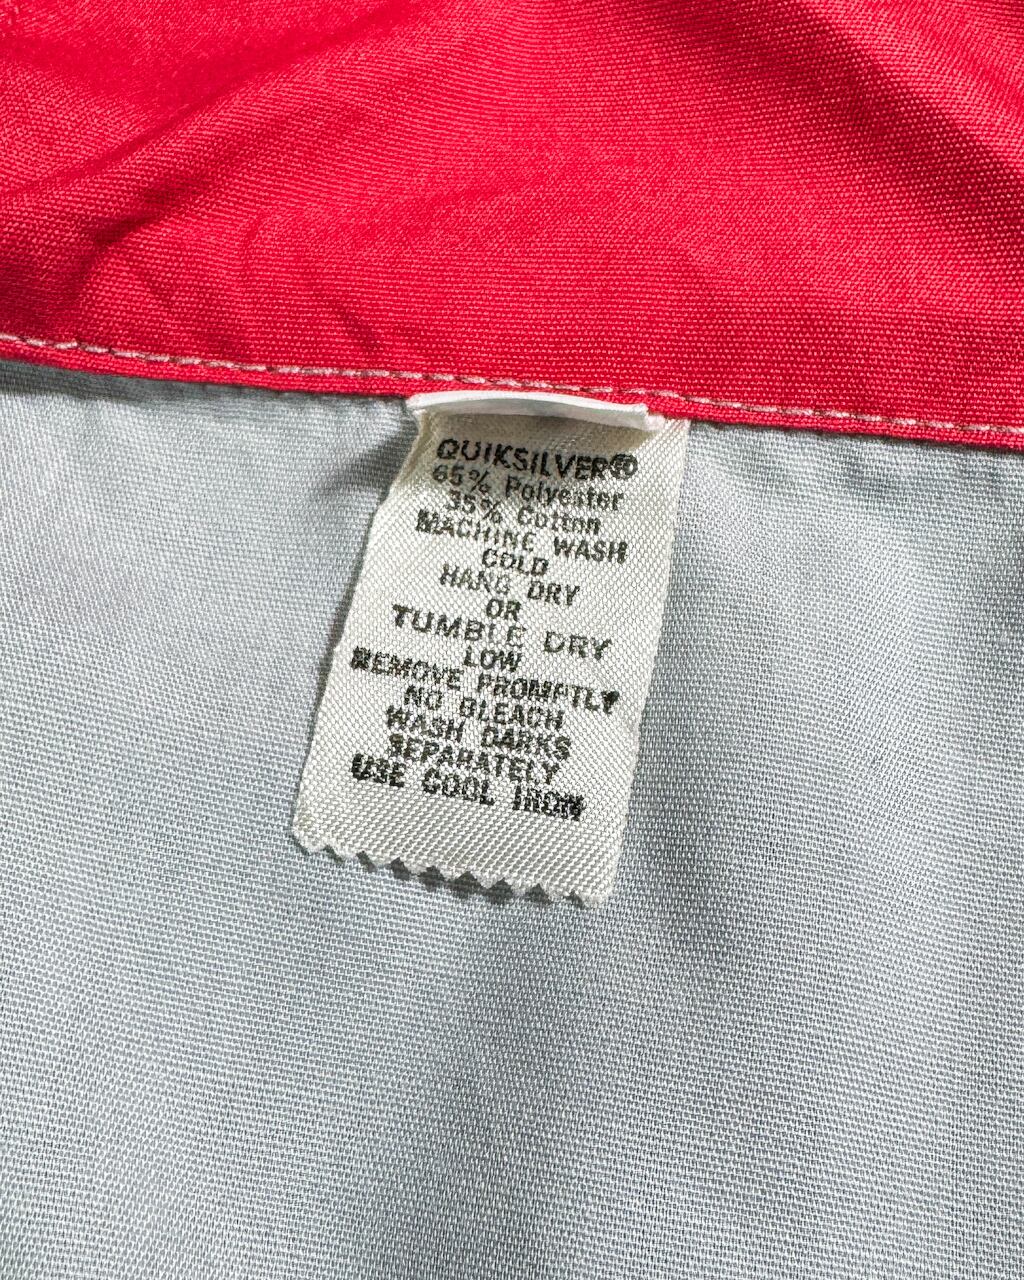 QUIKSILVER®
65% Polyester
35% Cotton
MACHINE WASH
COLD
HANG DRY
OR
TUMBLE DRY
LOW
REMOVE PROMPTLY
NO BLEACH
WASH DARKS
SEPARATELY
USE COOL IRON